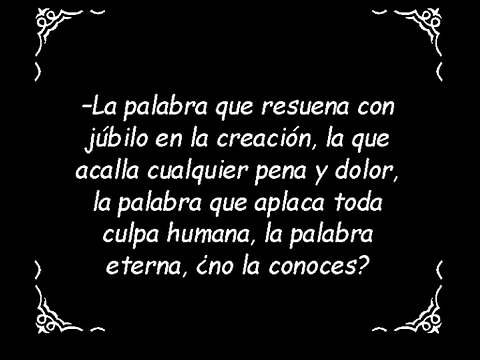 -La palabra que resuena con
júbilo en la creación, la que
acalla cualquier pena y dolor,
la palabra que aplaca toda
culpa humana, la palabra
eterna, ¿no la conoces?